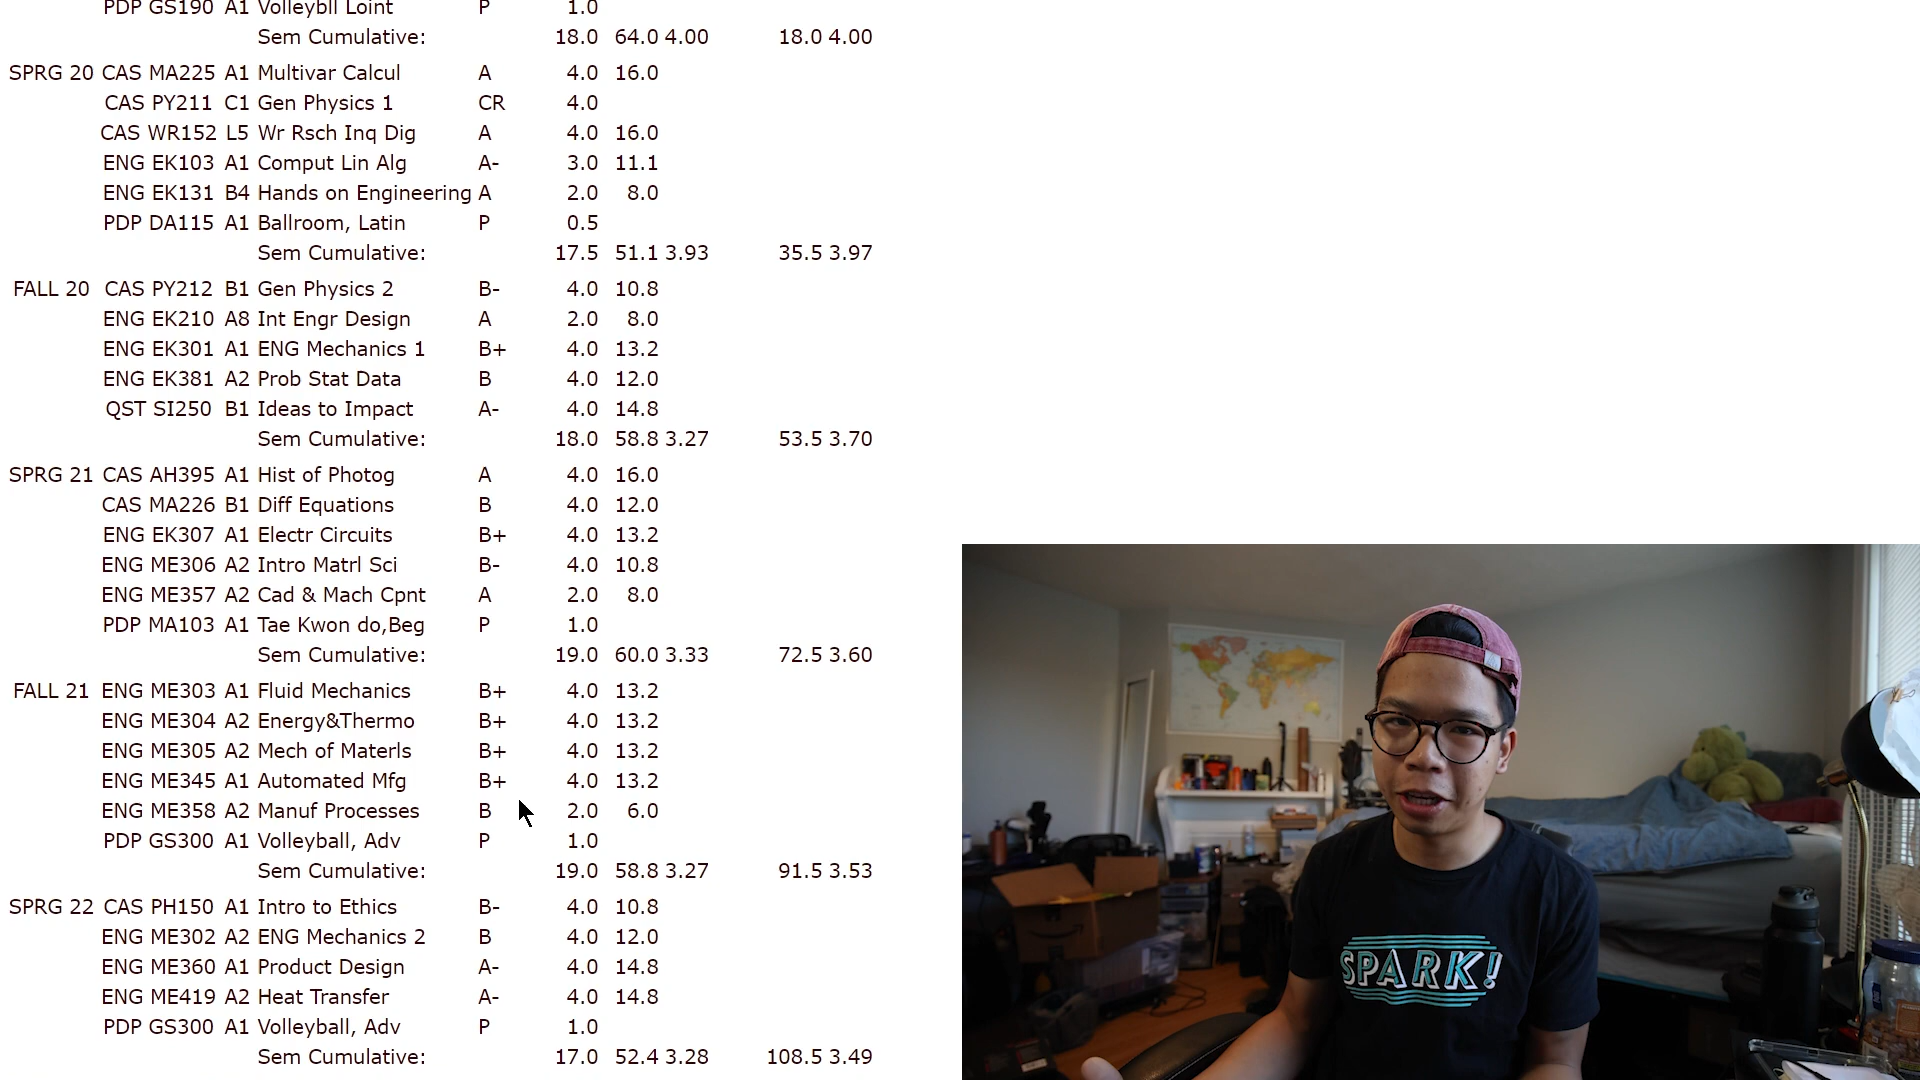 PDP GS190 A1 Volleybll Loint P 1.0
Sem Cumulative: 18.0 64.0 4.00 18.0 4.00
SPRG 20 CAS MA225 A1 Multivar Calcul A 4.0 16.0
CAS PY211 C1 Gen Physics 1 CR 4.0
CAS WR152 L5 Wr Rsch Inq Dig A 4.0 16.0
ENG EK103 A1 Comput Lin Alg A- 3.0 11.1
ENG EK131 B4 Hands on Engineering A 2.0 8.0
PDP DA115 A1 Ballroom, Latin P 0.5
Sem Cumulative: 17.5 51.1 3.93 35.5 3.97
FALL 20 CAS PY212 B1 Gen Physics 2 B- 4.0 10.8
ENG EK210 A8 Int Engr Design A 2.0 8.0
ENG EK301 A1 ENG Mechanics 1 B+ 4.0 13.2
ENG EK381 A2 Prob Stat Data B 4.0 12.0
QST SI250 B1 Ideas to Impact A- 4.0 14.8
Sem Cumulative: 18.0 58.8 3.27 53.5 3.70
SPRG 21 CAS AH395 A1 Hist of Photog A 4.0 16.0
CAS MA226 B1 Diff Equations B 4.0 12.0
ENG EK307 A1 Electr Circuits B+ 4.0 13.2
ENG ME306 A2 Intro Matrl Sci B- 4.0 10.8
ENG ME357 A2 Cad & Mach Cpnt A 2.0 8.0
PDP MA103 A1 Tae Kwon do,Beg P 1.0
Sem Cumulative: 19.0 60.0 3.33 72.5 3.60
FALL 21 ENG ME303 A1 Fluid Mechanics B+ 4.0 13.2
ENG ME304 A2 Energy&Thermo B+ 4.0 13.2
ENG ME305 A2 Mech of Materls B+ 4.0 13.2
ENG ME345 A1 Automated Mfg B+ 4.0 13.2
ENG ME358 A2 Manuf Processes B 2.0 6.0
PDP GS300 A1 Volleyball, Adv P 1.0
Sem Cumulative: 19.0 58.8 3.27 91.5 3.53
SPRG 22 CAS PH150 A1 Intro to Ethics B- 4.0 10.8
ENG ME302 A2 ENG Mechanics 2 B 4.0 12.0
ENG ME360 A1 Product Design A- 4.0 14.8
ENG ME419 A2 Heat Transfer A- 4.0 14.8
PDP GS300 A1 Volleyball, Adv P 1.0
Sem Cumulative: 17.0 52.4 3.28 108.5 3.49
SPARK!